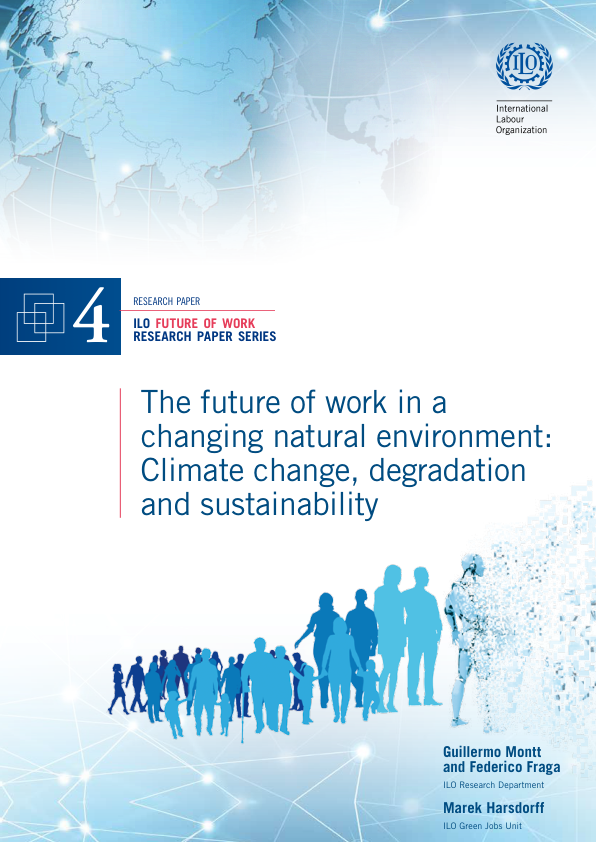 ILO
International
Labour
Organization
4
RESEARCH PAPER
ILO FUTURE OF WORK
RESEARCH PAPER SERIES
The future of work in a
changing natural environment:
Climate change, degradation
and sustainability
Guillermo Montt
and Federico Fraga
ILO Research Department
Marek Harsdorff
ILO Green Jobs Unit